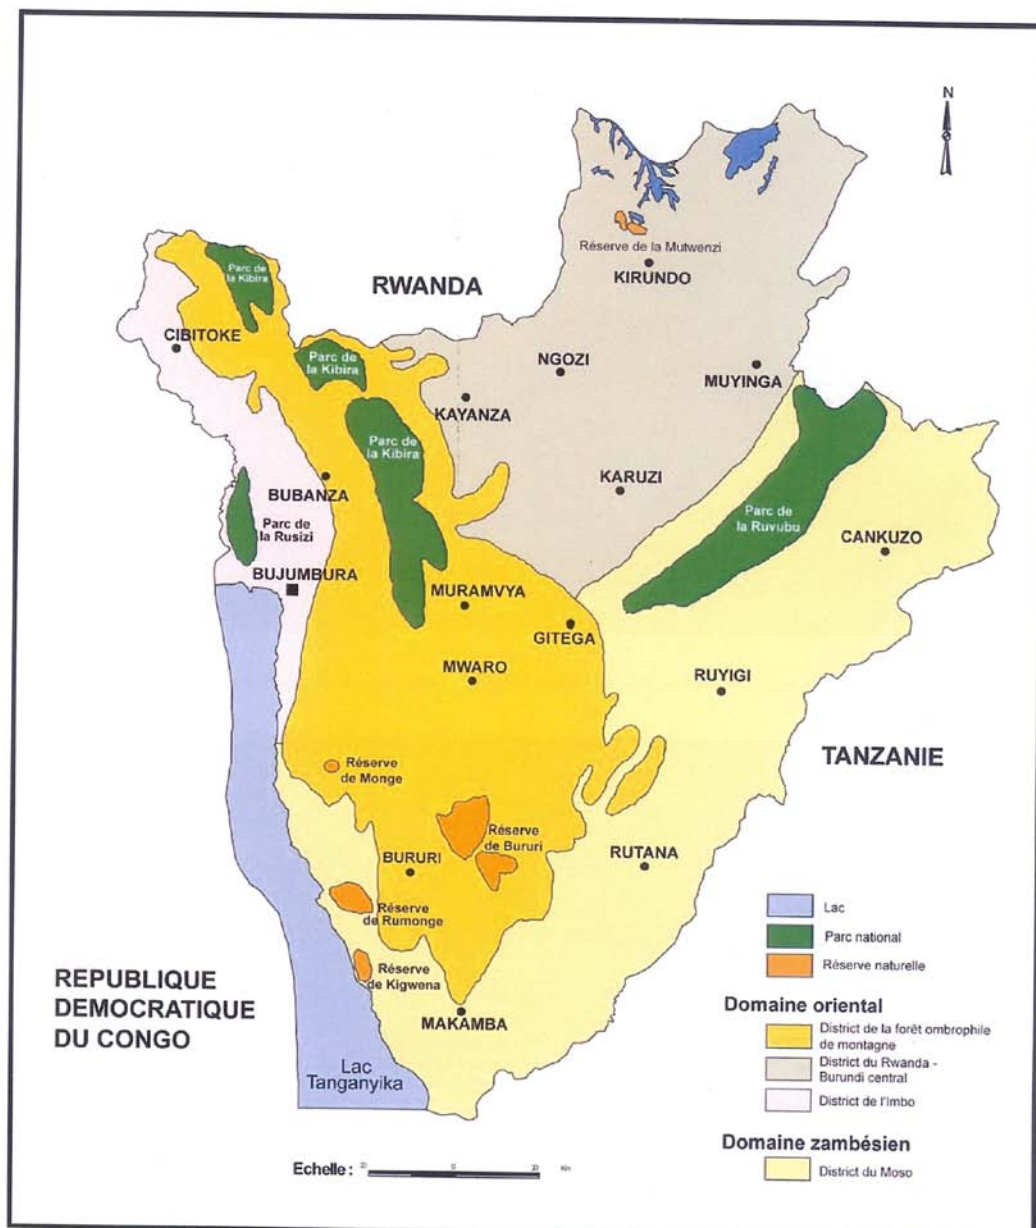 N
Réserve de la Mutwenzi
KIRUNDO
RWANDA
Parc de
la Kibira
CIBITOKE
Parc de
la Kibira
NGOZI
MUYINGA
KAYANZA
Parc de
la Kibira
KARUZI
BUBANZA
Parc de
la Ruvubu
CANKUZO
Parc de
la Rusizi
BUJUMBURA
MURAMVYA
GITEGA
MWARO
RUYIGI
TANZANIE
Réserve
de Monge
Réserve
de Bururi
BURURI
RUTANA
Réserve
de Rumonge
Réserve
de Kigwena
MAKAMBA
REPUBLIQUE
DEMOCRATIQUE
DU CONGO
Lac
Tanganyika
Lac
Parc national
Réserve naturelle
Domaine oriental
District de la forêt ombrophile
de montagne
District du Rwanda -
Burundi central
District de l'Imbo
Domaine zambésien
District du Moso
Echelle : 20 0 20 Km